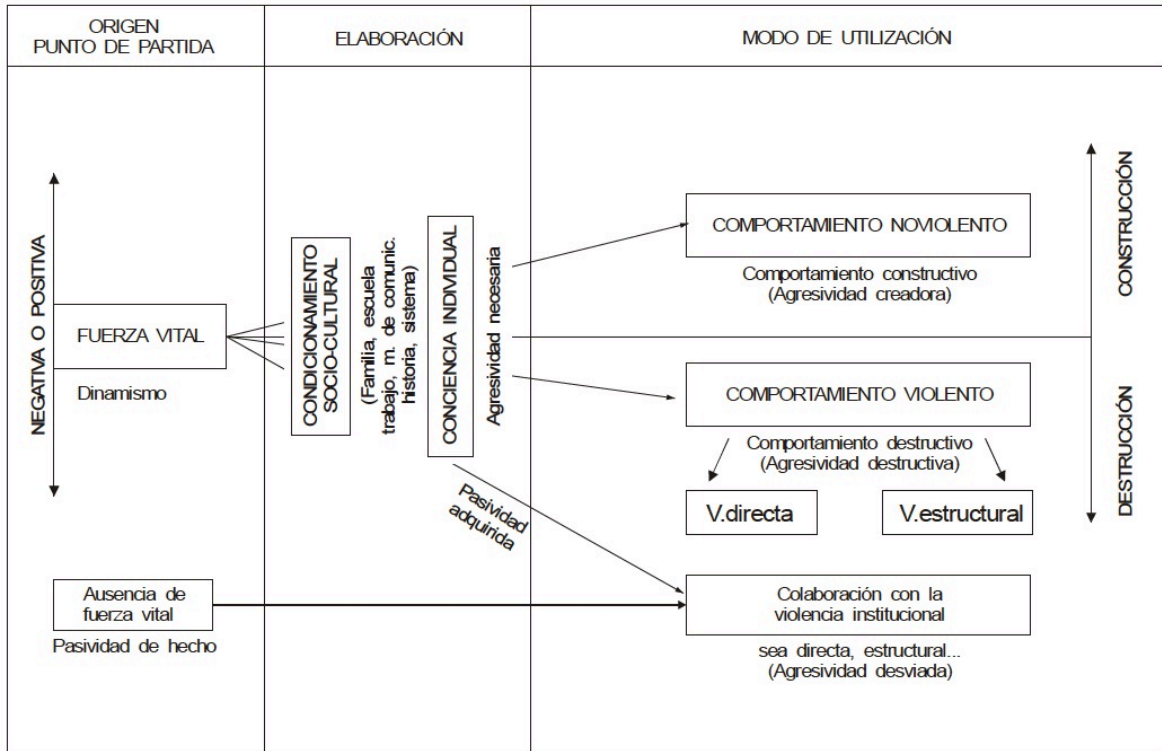 ORIGEN
PUNTO DE PARTIDA
ELABORACIÓN
MODO DE UTILIZACIÓN
NEGATIVA O POSITIVA
FUERZA VITAL
Dinamismo
CONDICIONAMIENTO
SOCIO-CULTURAL
(Familia, escuela
trabajo, m. de comunic.
historia, sistema)
CONCIENCIA INDIVIDUAL
Agresividad necesaria
Pasividad
adquirida
COMPORTAMIENTO NOVIOLENTO
Comportamiento constructivo
(Agresividad creadora)
COMPORTAMIENTO VIOLENTO
Comportamiento destructivo
(Agresividad destructiva)
V.directa
V.estructural
CONSTRUCCIÓN
DESTRUCCIÓN
Ausencia de
fuerza vital
Pasividad de hecho
Colaboración con la
violencia institucional
sea directa, estructural...
(Agresividad desviada)